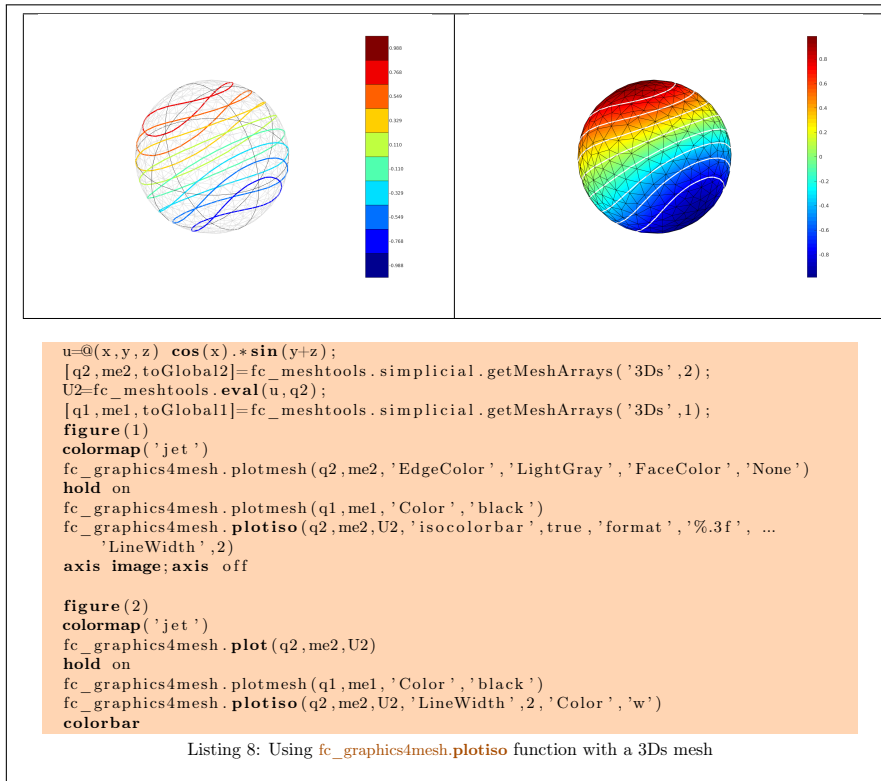 0.988
0.768
0.549
0.329
0.110
-0.110
-0.329
-0.549
-0.768
-0.988
0.8
0.6
0.4
0.2
0
-0.2
-0.4
-0.6
-0.8
u=@(x,y,z) cos(x).*sin(y+z);
[q2,me2,toGlobal2]=fc_meshtools.simplicial.getMeshArrays('3Ds',2);
U2=fc_meshtools.eval(u,q2);
[q1,me1,toGlobal1]=fc_meshtools.simplicial.getMeshArrays('3Ds',1);
figure(1)
colormap('jet')
fc_graphics4mesh.plotmesh(q2,me2,'EdgeColor','LightGray','FaceColor','None')
hold on
fc_graphics4mesh.plotmesh(q1,me1,'Color','black')
fc_graphics4mesh.plotiso(q2,me2,U2,'isocolorbar',true,'format','%.3f', ...
'LineWidth',2)
axis image;axis off
figure(2)
colormap('jet')
fc_graphics4mesh.plot(q2,me2,U2)
hold on
fc_graphics4mesh.plotmesh(q1,me1,'Color','black')
fc_graphics4mesh.plotiso(q2,me2,U2,'LineWidth',2,'Color','w')
colorbar
Listing 8: Using fc_graphics4mesh.plotiso function with a 3Ds mesh